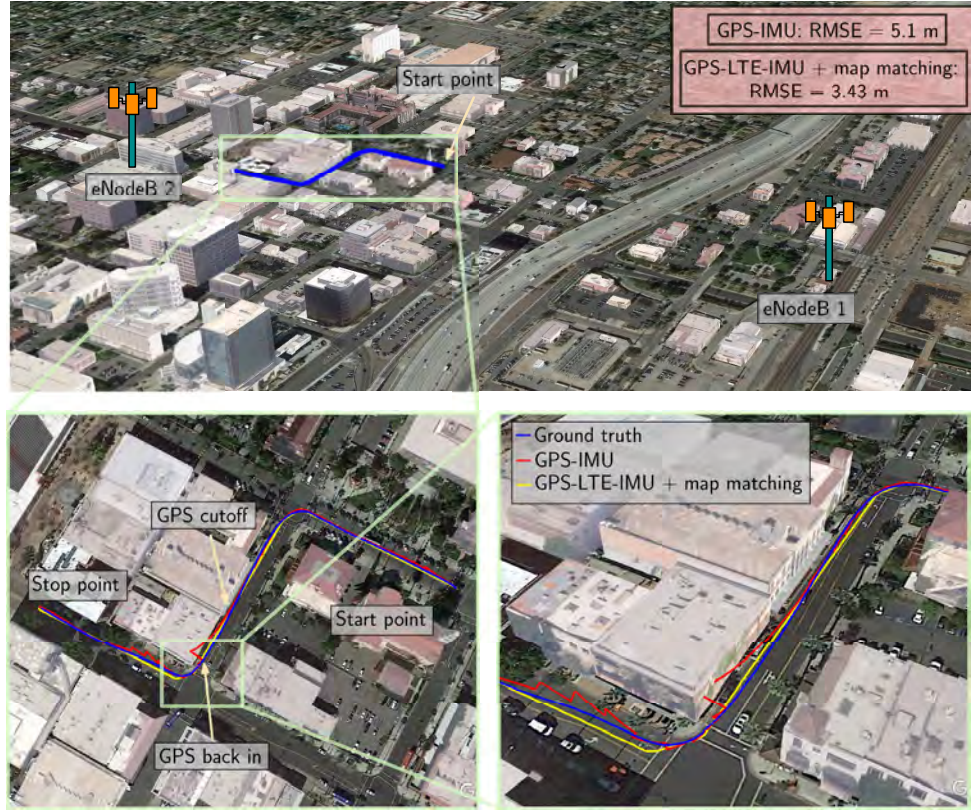 GPS-IMU: RMSE = 5.1 m
GPS-LTE-IMU + map matching:
RMSE = 3.43 m
Start point
eNodeB 2
eNodeB 1
GPS cutoff
Stop point
Start point
GPS back in
G
Ground truth
GPS-IMU
GPS-LTE-IMU + map matching
G